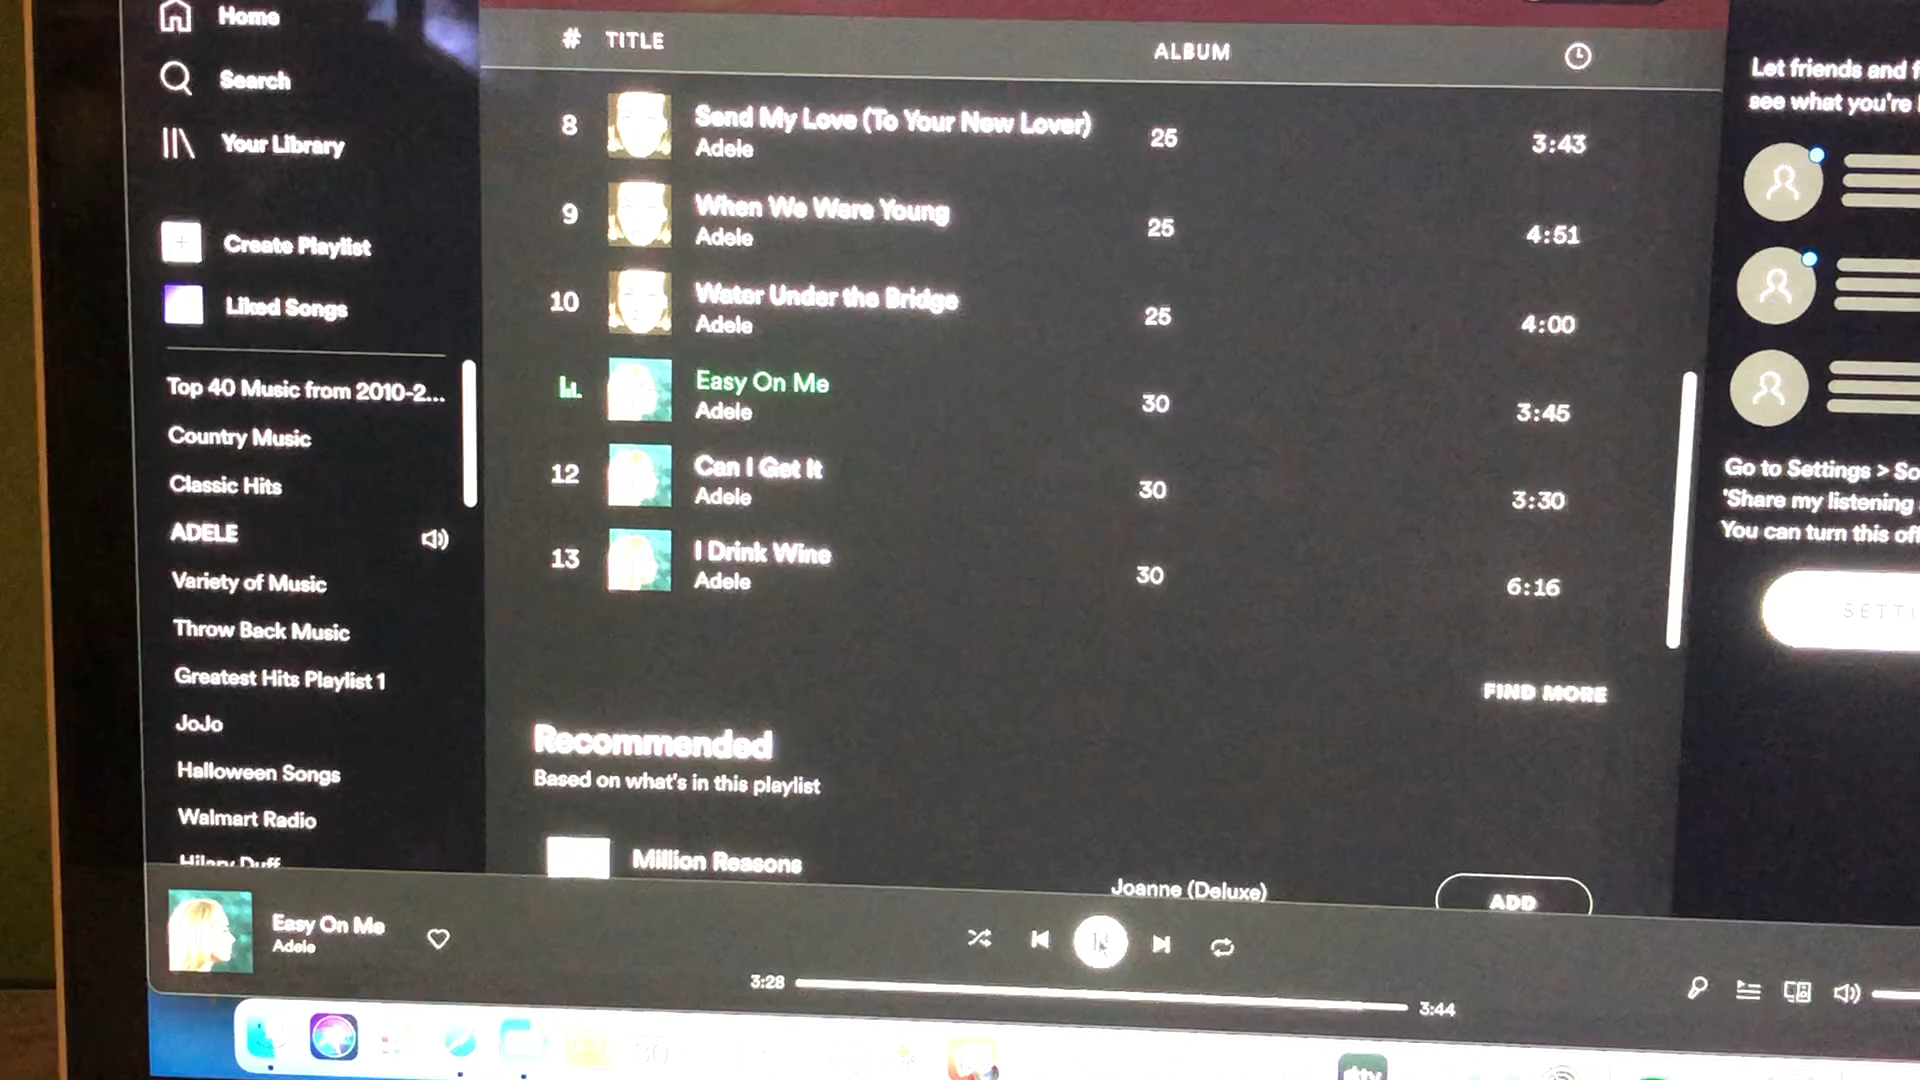 Home
Search
Your Library
Create Playlist
Liked Songs
Top 40 Music from 2010-2...
Country Music
Classic Hits
ADELE
Variety of Music
Throw Back Music
Greatest Hits Playlist 1
JoJo
Halloween Songs
Walmart Radio
Hilary Duff
# TITLE ALBUM
8 Send My Love (To Your New Lover) 25 3:43
Adele
9 When We Were Young 25 4:51
Adele
10 Water Under the Bridge 25 4:00
Adele
Easy On Me 30 3:45
Adele
12 Can I Get It 30 3:30
Adele
13 I Drink Wine 30 6:16
Adele
FIND MORE
Recommended
Based on what's in this playlist
Million Reasons
Joanne (Deluxe)
ADD
Let friends and f
see what you're
Go to Settings > So
'Share my listening
You can turn this off
SETTI
Easy On Me
Adele
3:28
3:44
30
tv